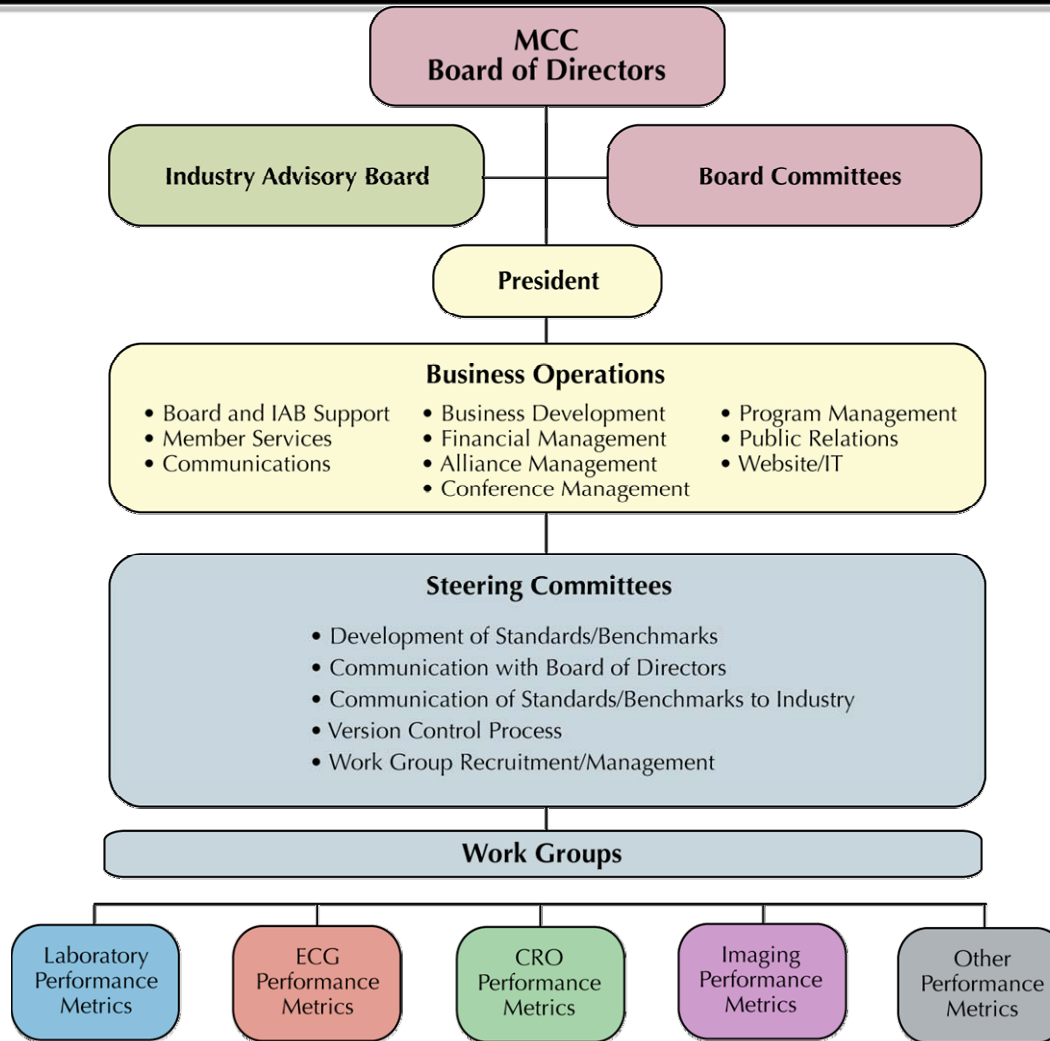 MCC
Board of Directors
Industry Advisory Board
Board Committees
President
Business Operations
• Board and IAB Support
• Member Services
• Communications
• Business Development
• Financial Management
• Alliance Management
• Conference Management
• Program Management
• Public Relations
• Website/IT
Steering Committees
• Development of Standards/Benchmarks
• Communication with Board of Directors
• Communication of Standards/Benchmarks to Industry
• Version Control Process
• Work Group Recruitment/Management
Work Groups
Laboratory
Performance
Metrics
ECG
Performance
Metrics
CRO
Performance
Metrics
Imaging
Performance
Metrics
Other
Performance
Metrics